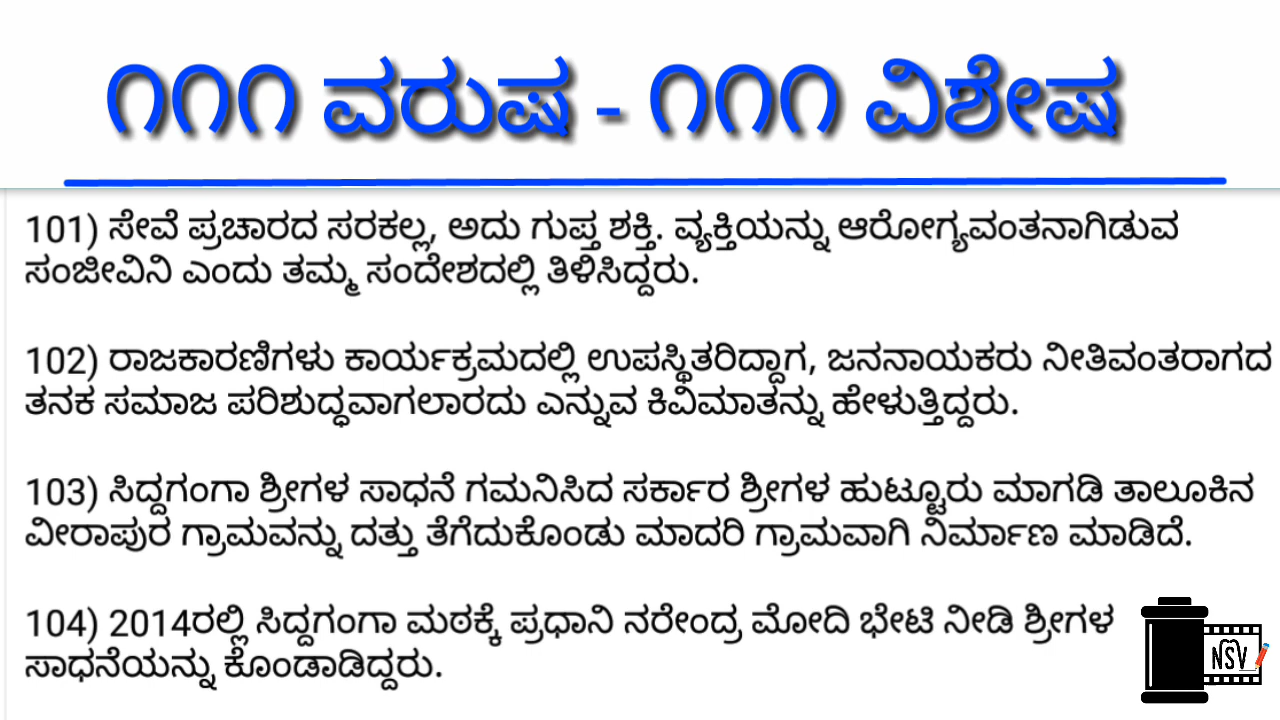 ೧೧೧ ವರುಷ - ೧೧೧ ವಿಶೇಷ
101) ಸೇವೆ ಪ್ರಚಾರದ ಸರಕಲ್ಲ, ಅದು ಗುಪ್ತ ಶಕ್ತಿ. ವ್ಯಕ್ತಿಯನ್ನು ಆರೋಗ್ಯವಂತನಾಗಿಡುವ
ಸಂಜೀವಿನಿ ಎಂದು ತಮ್ಮ ಸಂದೇಶದಲ್ಲಿ ತಿಳಿಸಿದ್ದರು.
102) ರಾಜಕಾರಣಿಗಳು ಕಾರ್ಯಕ್ರಮದಲ್ಲಿ ಉಪಸ್ಥಿತರಿದ್ದಾಗ, ಜನನಾಯಕರು ನೀತಿವಂತರಾಗದ
ತನಕ ಸಮಾಜ ಪರಿಶುದ್ಧವಾಗಲಾರದು ಎನ್ನುವ ಕಿವಿಮಾತನ್ನು ಹೇಳುತ್ತಿದ್ದರು.
103) ಸಿದ್ದಗಂಗಾ ಶ್ರೀಗಳ ಸಾಧನೆ ಗಮನಿಸಿದ ಸರ್ಕಾರ ಶ್ರೀಗಳ ಹುಟ್ಟೂರು ಮಾಗಡಿ ತಾಲೂಕಿನ
ವೀರಾಪುರ ಗ್ರಾಮವನ್ನು ದತ್ತು ತೆಗೆದುಕೊಂಡು ಮಾದರಿ ಗ್ರಾಮವಾಗಿ ನಿರ್ಮಾಣ ಮಾಡಿದೆ.
104) 2014ರಲ್ಲಿ ಸಿದ್ದಗಂಗಾ ಮಠಕ್ಕೆ ಪ್ರಧಾನಿ ನರೇಂದ್ರ ಮೋದಿ ಭೇಟಿ ನೀಡಿ ಶ್ರೀಗಳ
ಸಾಧನೆಯನ್ನು ಕೊಂಡಾಡಿದ್ದರು.
NSV